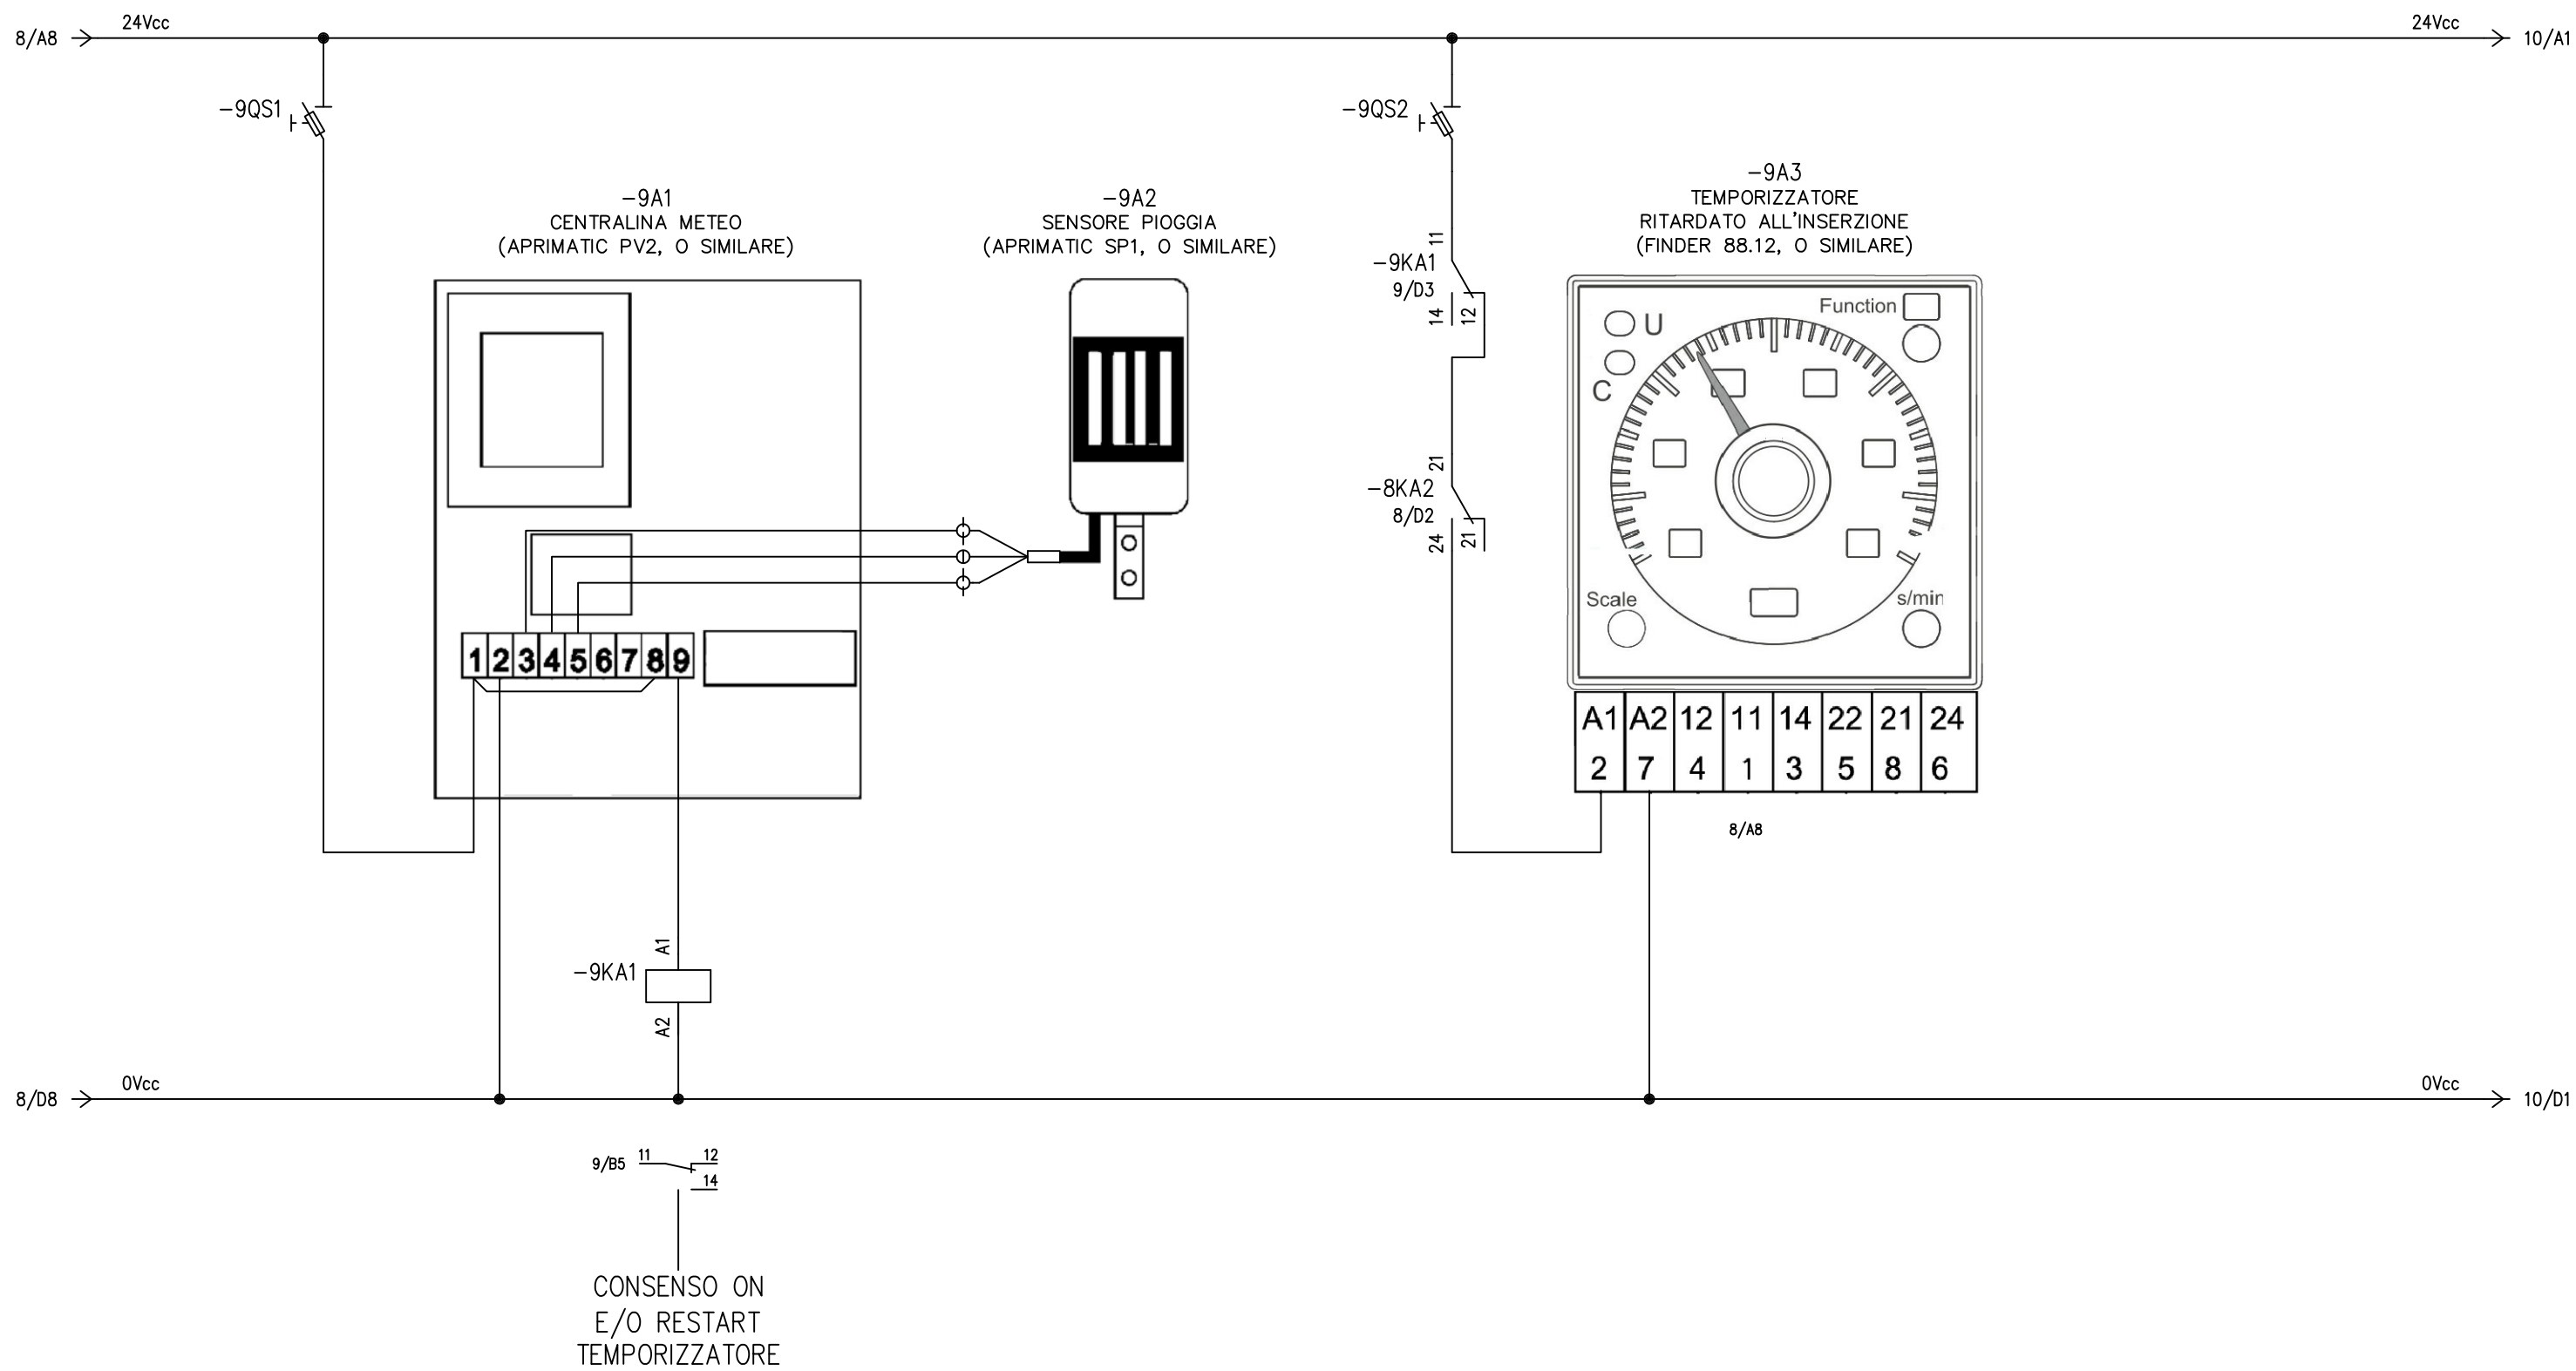 24Vcc
24Vcc
8/A8
10/A1
-9QS1
-9QS2
-9A1
CENTRALINA METEO
(APRIMATIC PV2, O SIMILARE)
-9A2
SENSORE PIOGGIA
(APRIMATIC SP1, O SIMILARE)
-9A3
TEMPORIZZATORE
RITARDATO ALL'INSERZIONE
(FINDER 88.12, O SIMILARE)
11
-9KA1
9/D3
14 12
Function
U
C
21
-8KA2
8/D2
24 21
Scale
s/min
1 2 3 4 5 6 7 8 9
A1 A2 12 11 14 22 21 24
2 7 4 1 3 5 8 6
8/A8
A1
-9KA1
A2
0Vcc
0Vcc
8/D8
10/D1
9/B5 11 12
14
CONSENSO ON
E/O RESTART
TEMPORIZZATORE